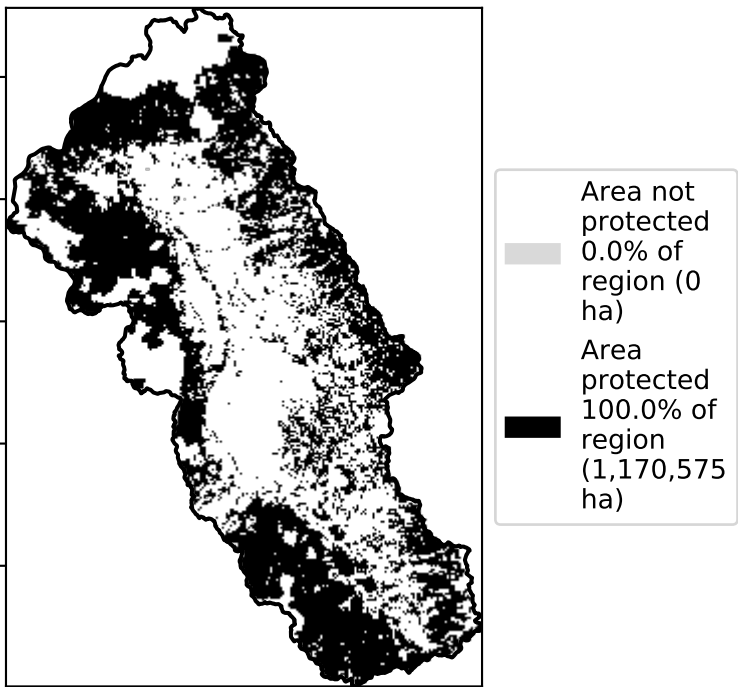 Area not
protected
0.0% of
region (0
ha)
Area
protected
100.0% of
region
(1,170,575
ha)